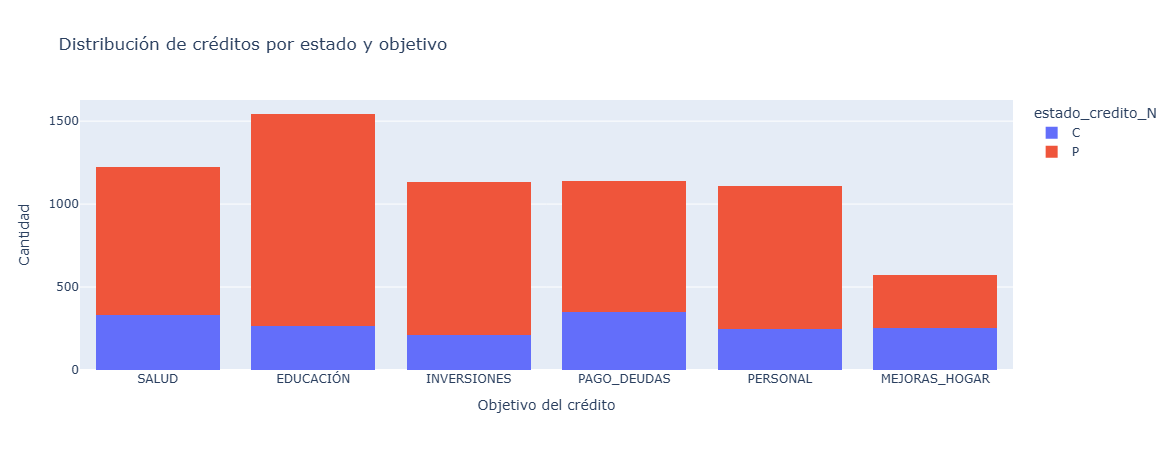 Distribución de créditos por estado y objetivo
estado_credito_N
C
P
Cantidad
1500
1000
500
0
SALUD
EDUCACIÓN
INVERSIONES
PAGO_DEUDAS
PERSONAL
MEJORAS_HOGAR
Objetivo del crédito